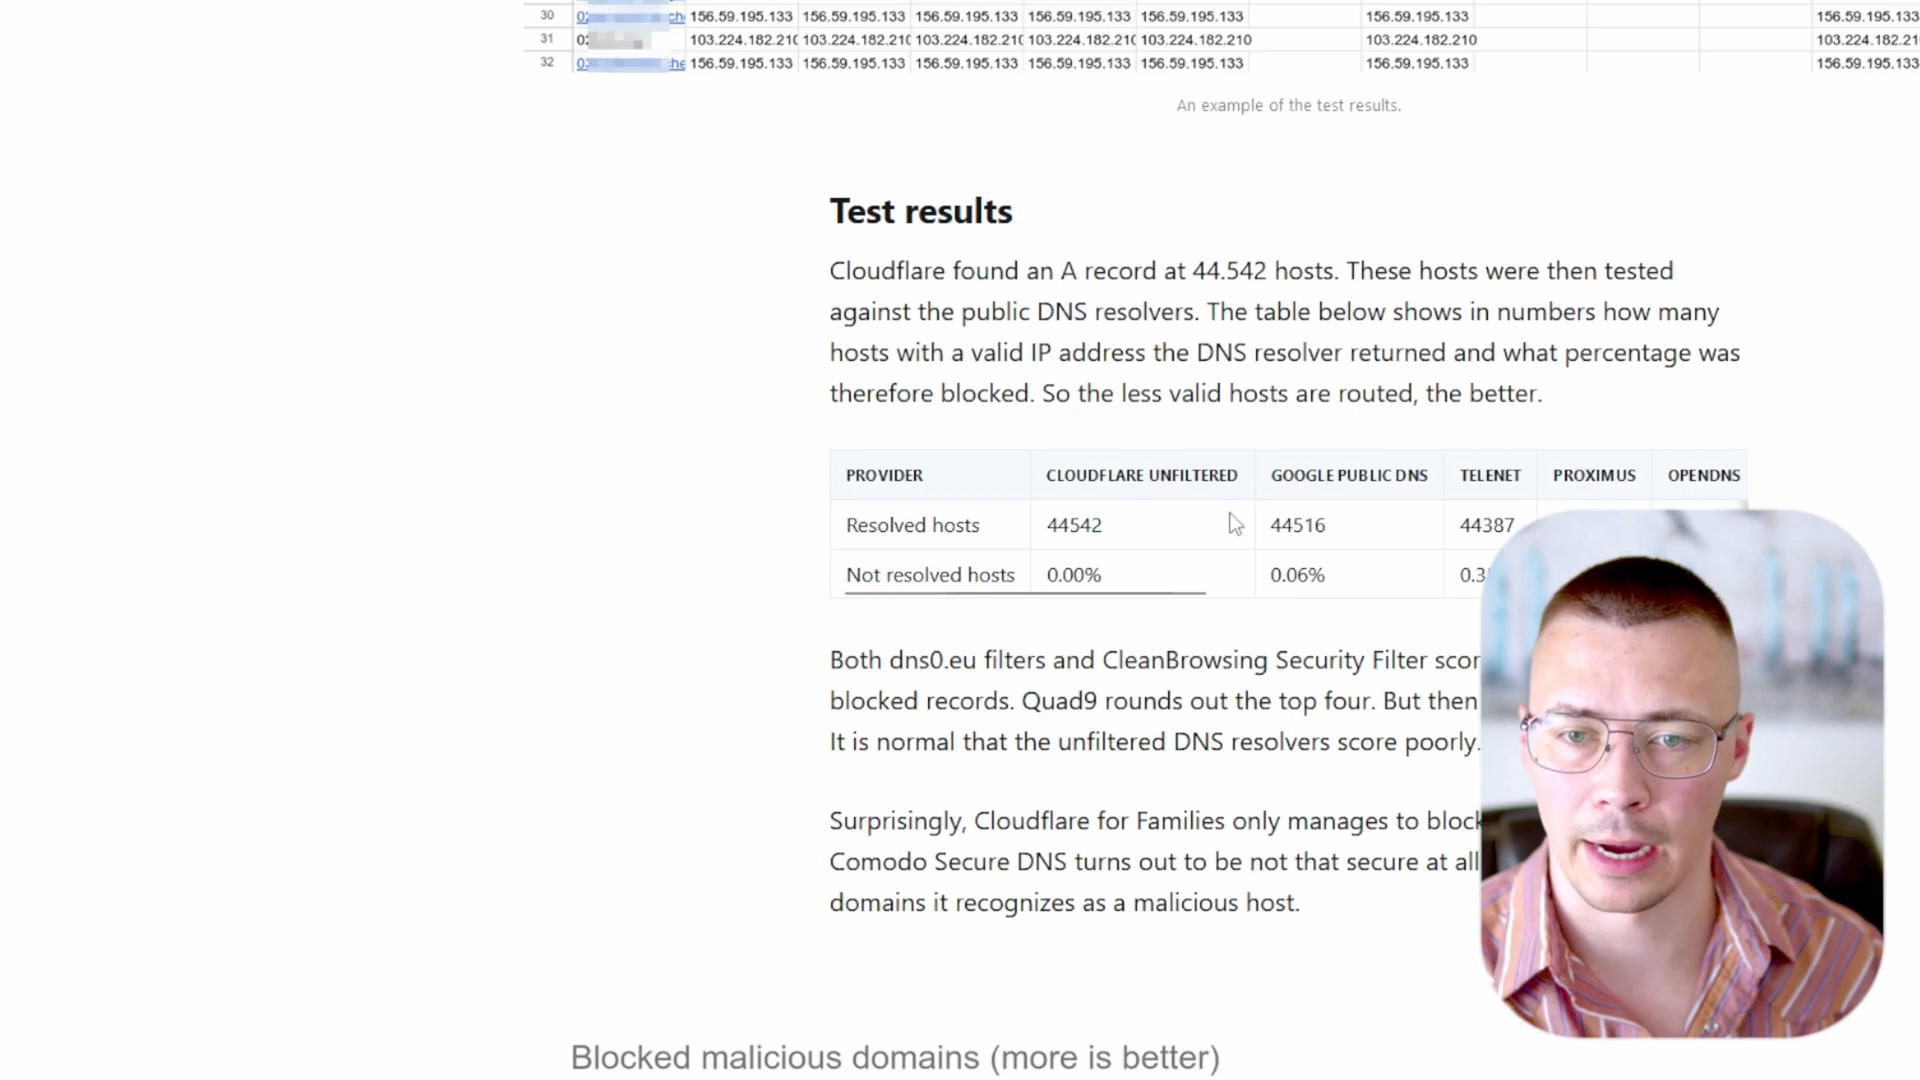 30 156.59.195.133 156.59.195.133 156.59.195.133 156.59.195.133 156.59.195.133 156.59.195.133 156.59.195.133
31 103.224.182.210 103.224.182.210 103.224.182.210 103.224.182.210 103.224.182.210 103.224.182.210 103.224.182.21
32 156.59.195.133 156.59.195.133 156.59.195.133 156.59.195.133 156.59.195.133 156.59.195.133 156.59.195.133
An example of the test results.
Test results
Cloudflare found an A record at 44.542 hosts. These hosts were then tested
against the public DNS resolvers. The table below shows in numbers how many
hosts with a valid IP address the DNS resolver returned and what percentage was
therefore blocked. So the less valid hosts are routed, the better.
PROVIDER CLOUDFLARE UNFILTERED GOOGLE PUBLIC DNS TELENET PROXIMUS OPENDNS
Resolved hosts 44542 44516 44387
Not resolved hosts 0.00% 0.06% 0.3
Both dns0.eu filters and CleanBrowsing Security Filter scor
blocked records. Quad9 rounds out the top four. But then
It is normal that the unfiltered DNS resolvers score poorly.
Surprisingly, Cloudflare for Families only manages to block
Comodo Secure DNS turns out to be not that secure at all
domains it recognizes as a malicious host.
Blocked malicious domains (more is better)